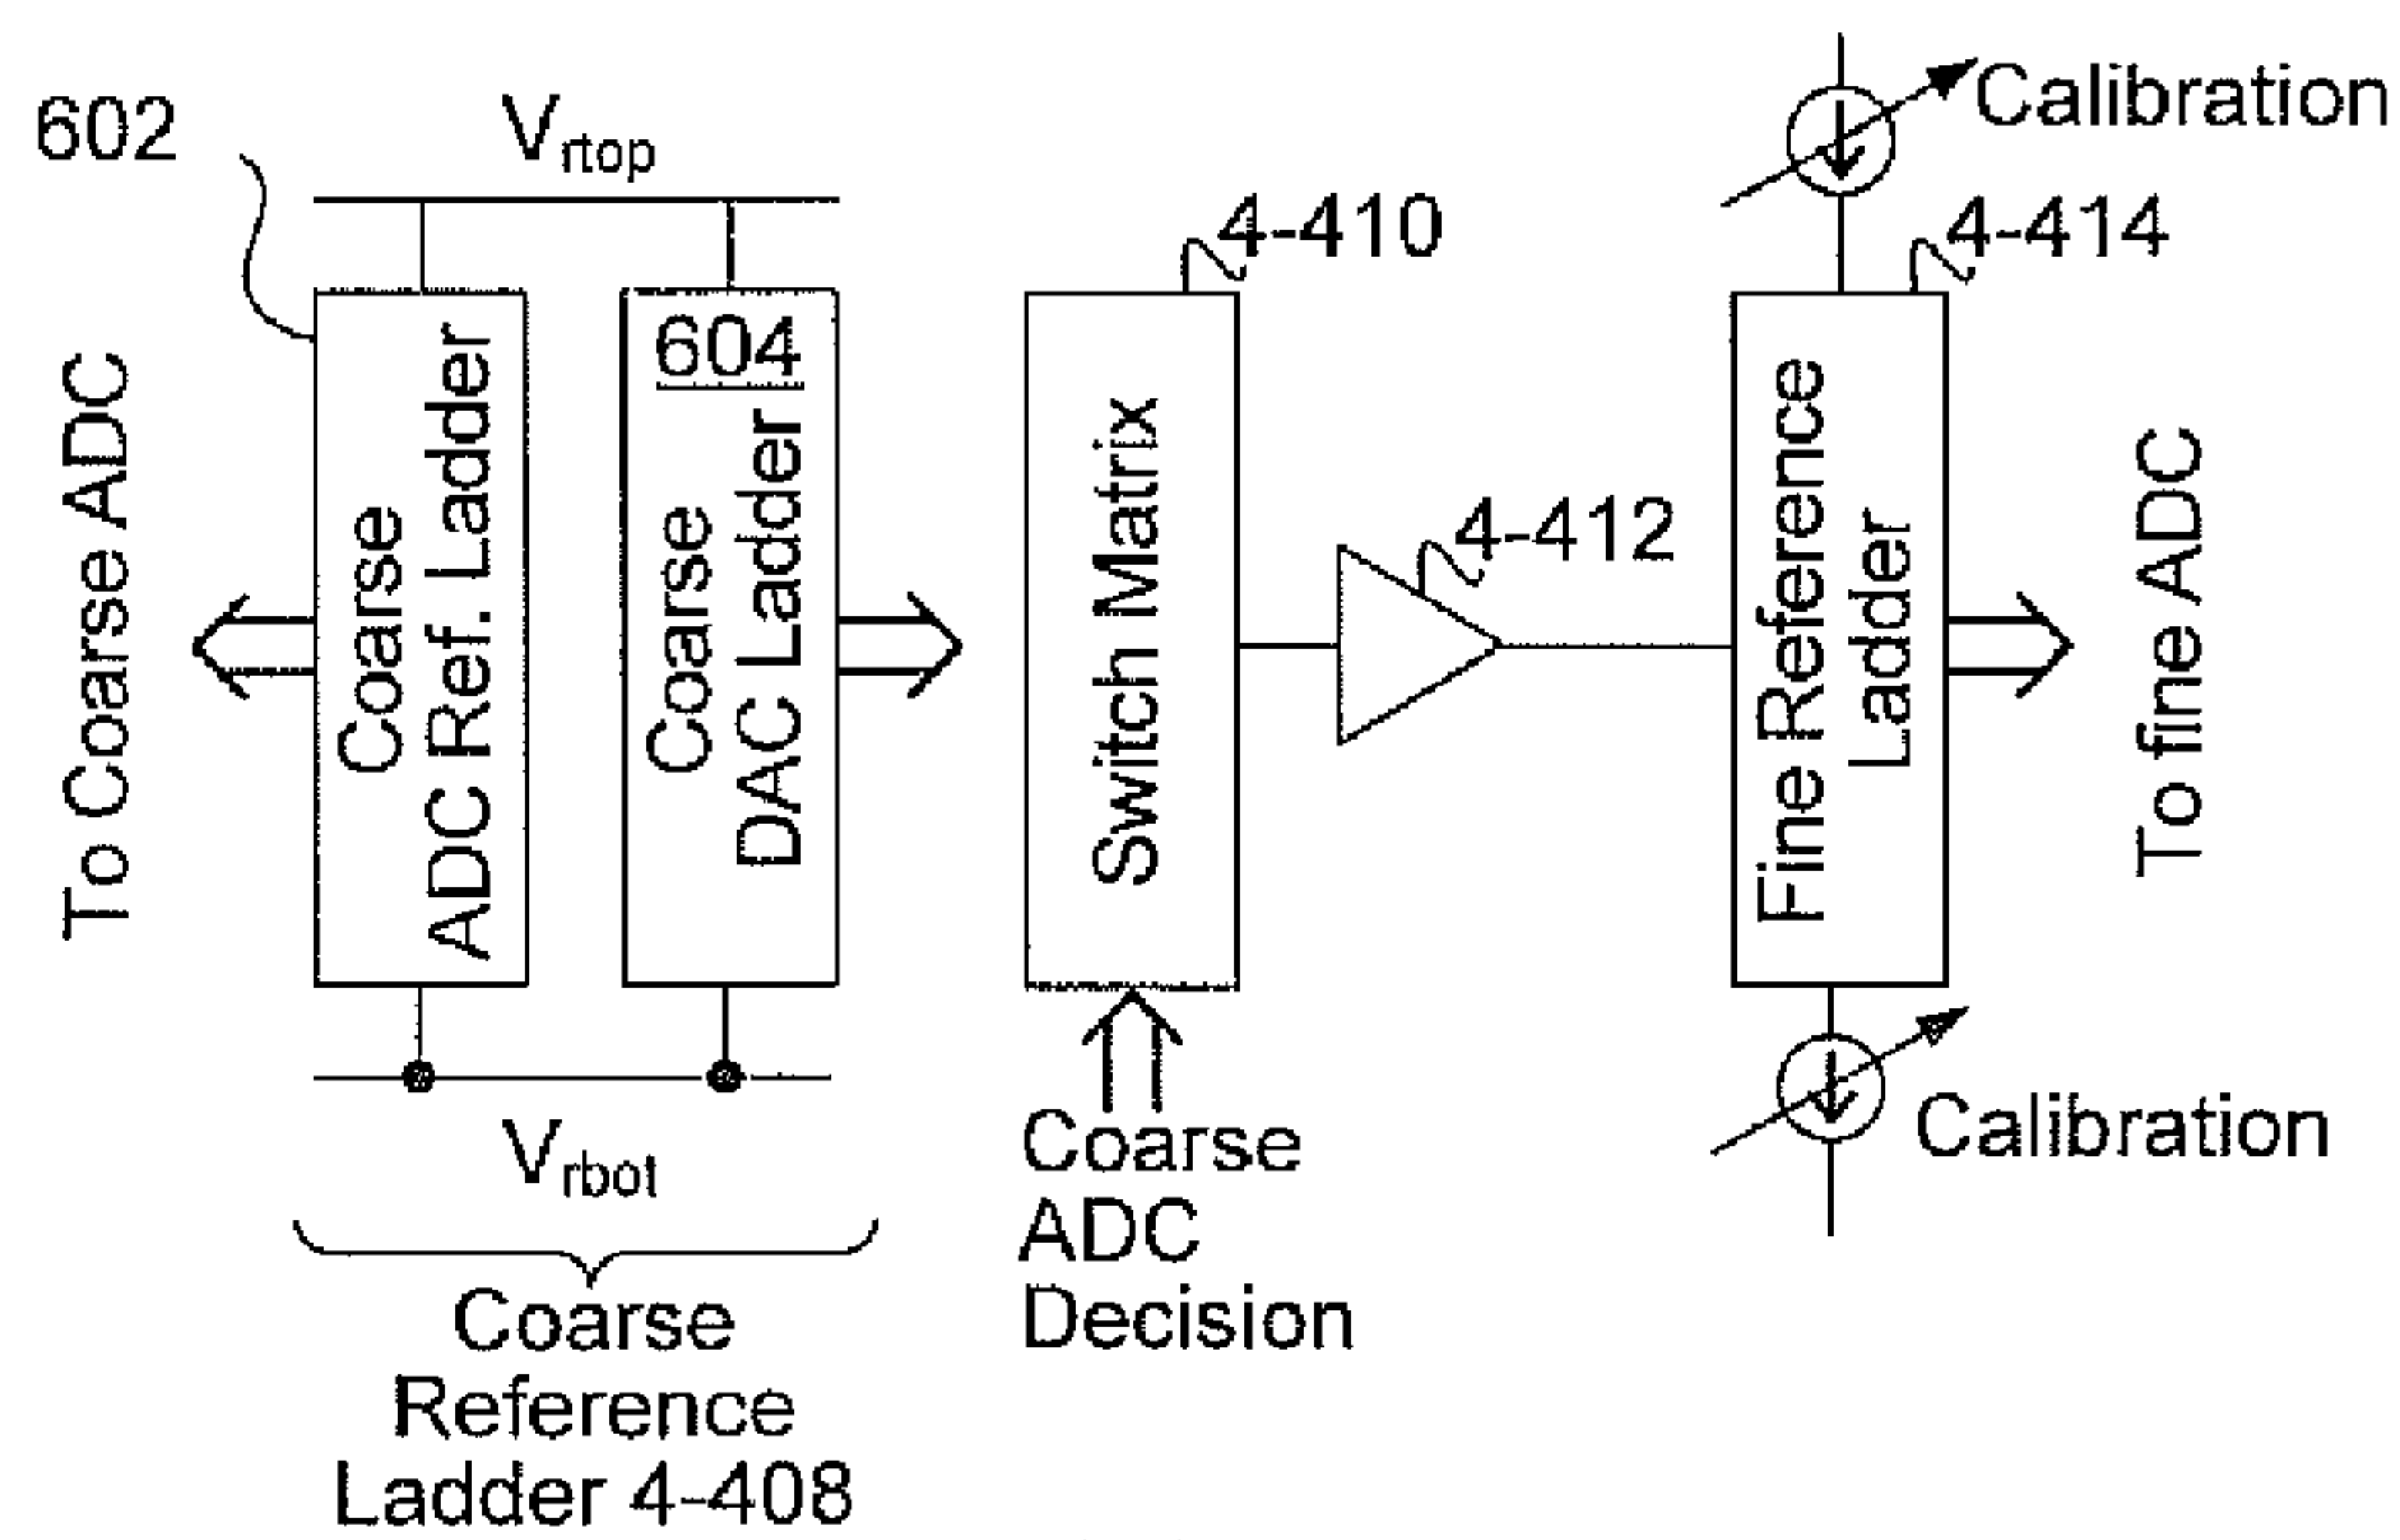 602
V_rtop
Calibration
4-410
4-414
To Coarse ADC
Coarse
ADC Ref. Ladder
604
Coarse
DAC Ladder
Switch Matrix
4-412
Fine Reference
Ladder
To fine ADC
V_rbot
Coarse
ADC
Decision
Calibration
Coarse
Reference
Ladder 4-408